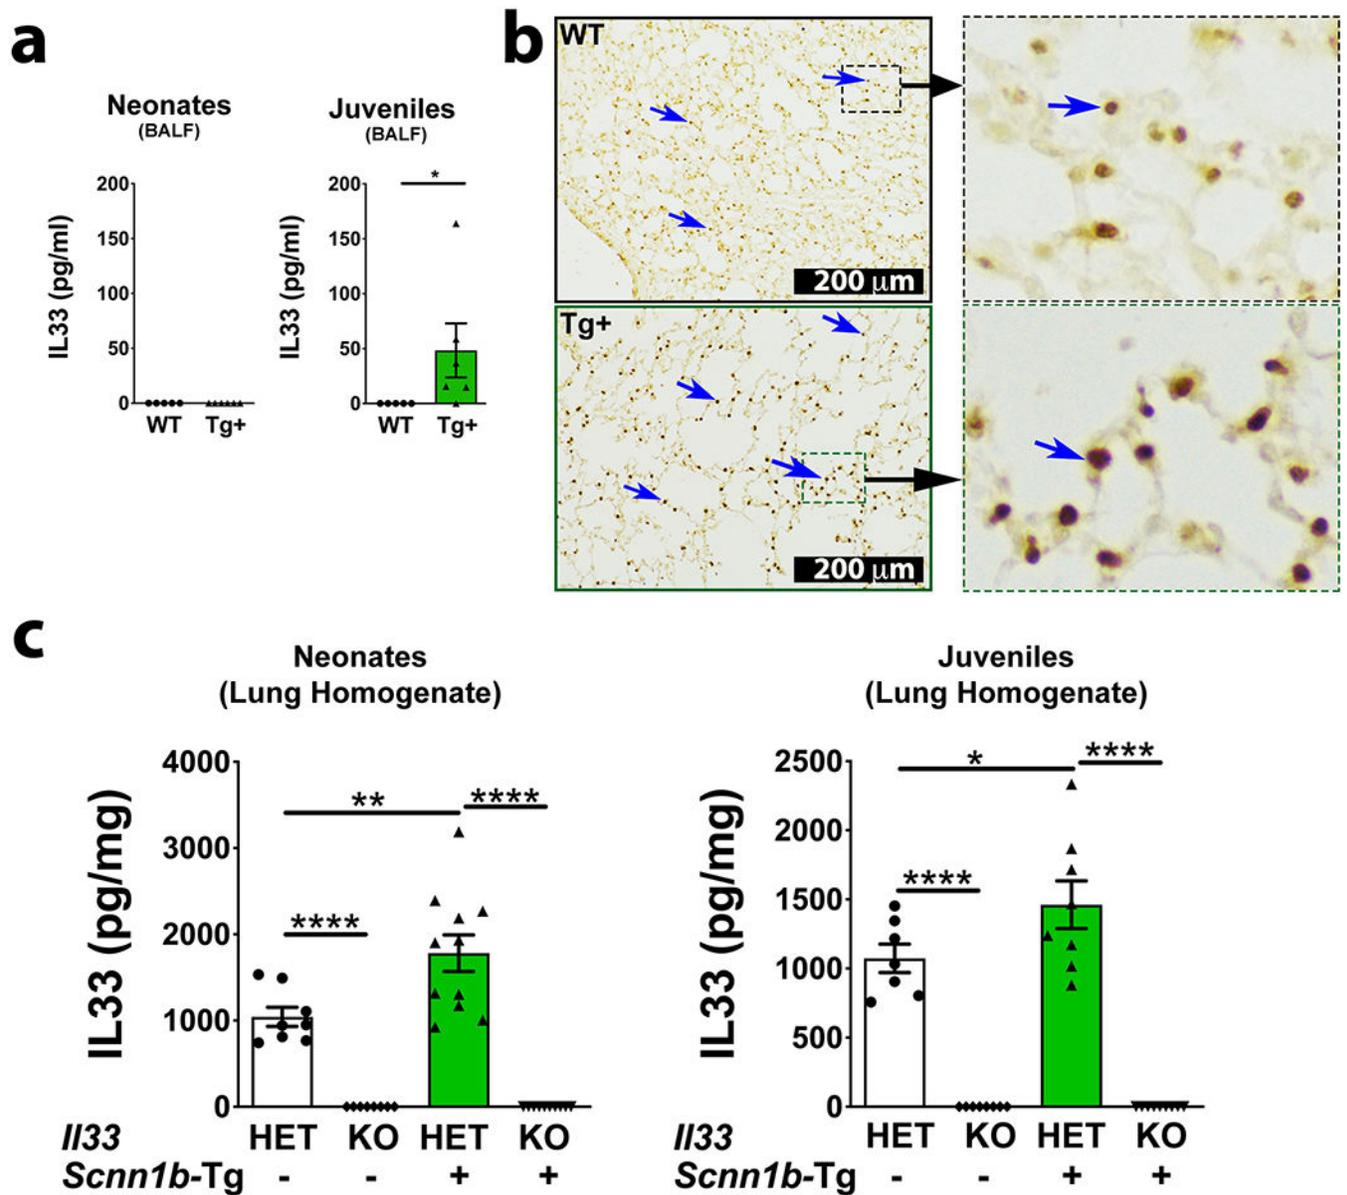 a
Neonates
(BALF)
IL33 (pg/ml)
200
150
100
50
0
WT Tg+
Juveniles
(BALF)
*
IL33 (pg/ml)
200
150
100
50
0
WT Tg+
b
WT
200 μm
Tg+
200 μm
c
Neonates
(Lung Homogenate)
IL33 (pg/mg)
4000
3000
2000
1000
0
** ****
****
Il33 HET KO HET KO
Scnn1b-Tg - - + +
Juveniles
(Lung Homogenate)
IL33 (pg/mg)
2500
2000
1500
1000
500
0
* ****
****
Il33 HET KO HET KO
Scnn1b-Tg - - + +